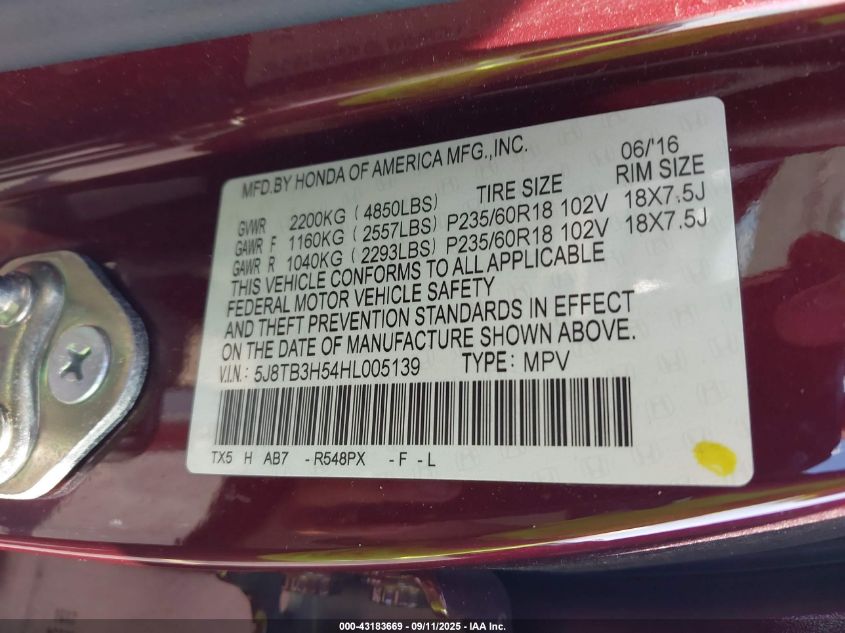 MFD.BY HONDA OF AMERICA MFG.,INC. 06/'16
GVWR 2200KG (4850LBS) TIRE SIZE RIM SIZE
GAWR F 1160KG (2557LBS) P235/60R18 102V 18X7.5J
GAWR R 1040KG (2293LBS) P235/60R18 102V 18X7.5J
THIS VEHICLE CONFORMS TO ALL APPLICABLE
FEDERAL MOTOR VEHICLE SAFETY
AND THEFT PREVENTION STANDARDS IN EFFECT
ON THE DATE OF MANUFACTURE SHOWN ABOVE.
V.I.N.: 5J8TB3H54HL005139 TYPE: MPV
TX5 H AB7 - R548PX - F - L
000-43183669 - 09/11/2025 - IAA Inc.